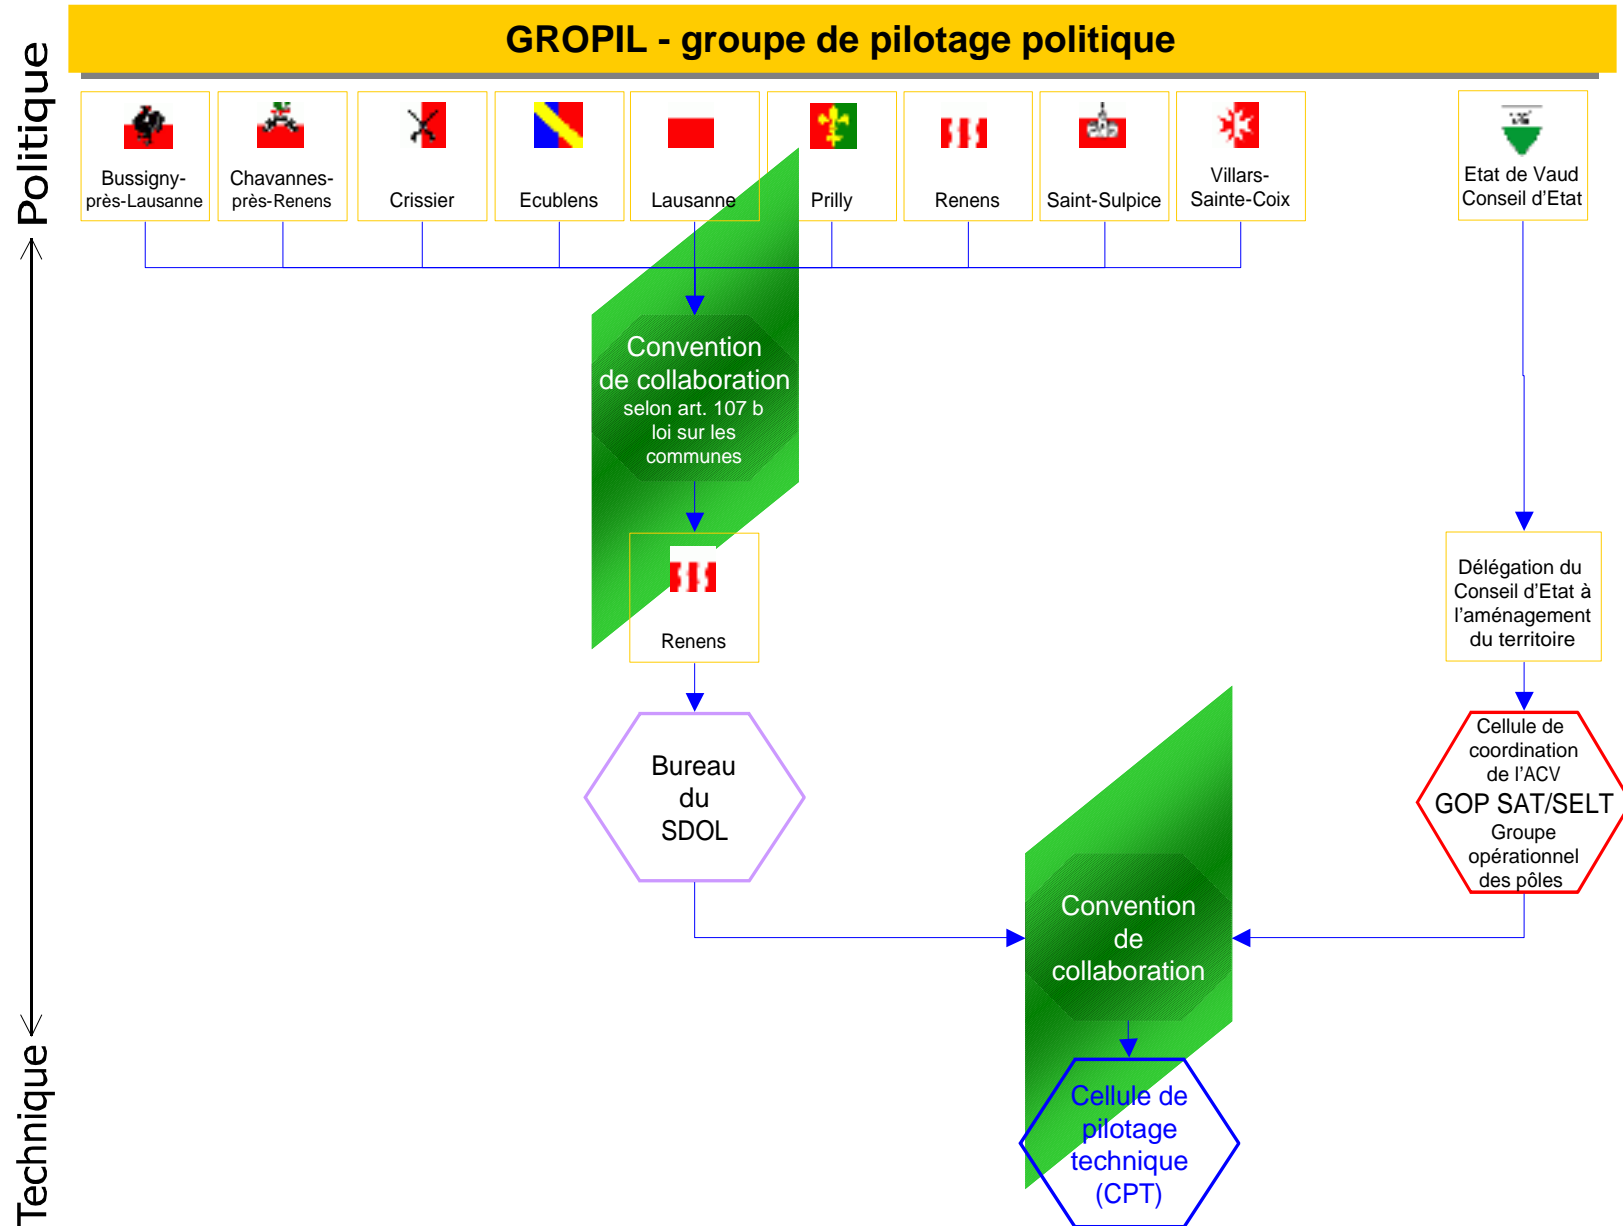 GROPIL - groupe de pilotage politique
Politique
Bussigny-
près-Lausanne
Chavannes-
près-Renens
Crissier
Ecublens
Lausanne
Prilly
Renens
Saint-Sulpice
Villars-
Sainte-Coix
Etat de Vaud
Conseil d'Etat
Convention
de collaboration
selon art. 107 b
loi sur les
communes
Renens
Délégation du
Conseil d'Etat à
l'aménagement
du territoire
Bureau
du
SDOL
Cellule de
coordination
de l'ACV
GOP SAT/SELT
Groupe
opérationnel
des pôles
Convention
de
collaboration
Cellule de
pilotage
technique
(CPT)
Technique